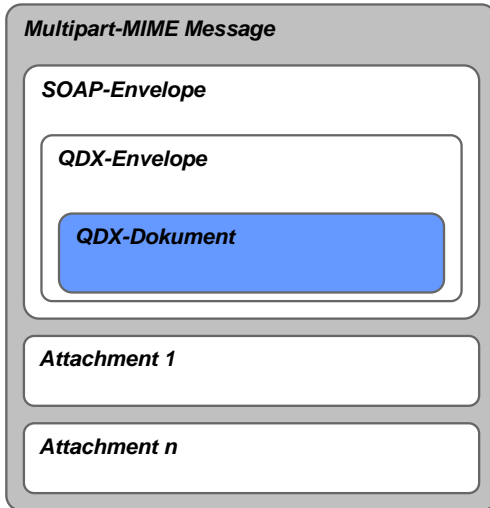 Multipart-MIME Message
SOAP-Envelope
QDX-Envelope
QDX-Dokument
Attachment 1
Attachment n